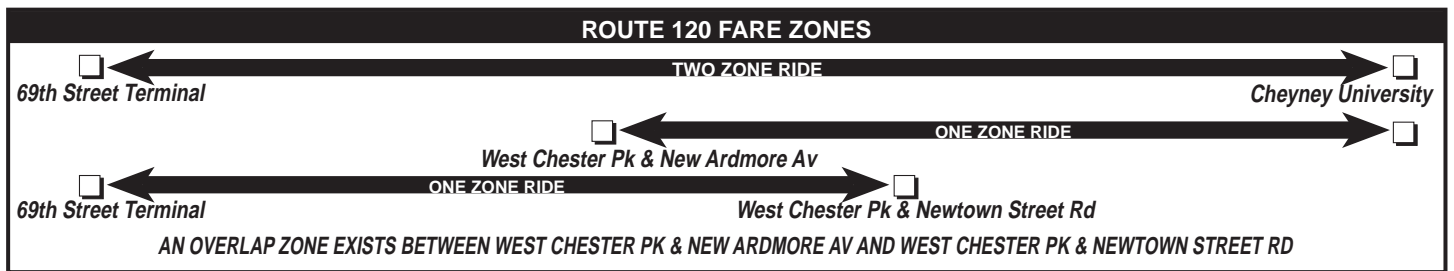 ROUTE 120 FARE ZONES
TWO ZONE RIDE
69th Street Terminal
Cheyney University
ONE ZONE RIDE
West Chester Pk & New Ardmore Av
ONE ZONE RIDE
69th Street Terminal
West Chester Pk & Newtown Street Rd
AN OVERLAP ZONE EXISTS BETWEEN WEST CHESTER PK & NEW ARDMORE AV AND WEST CHESTER PK & NEWTOWN STREET RD